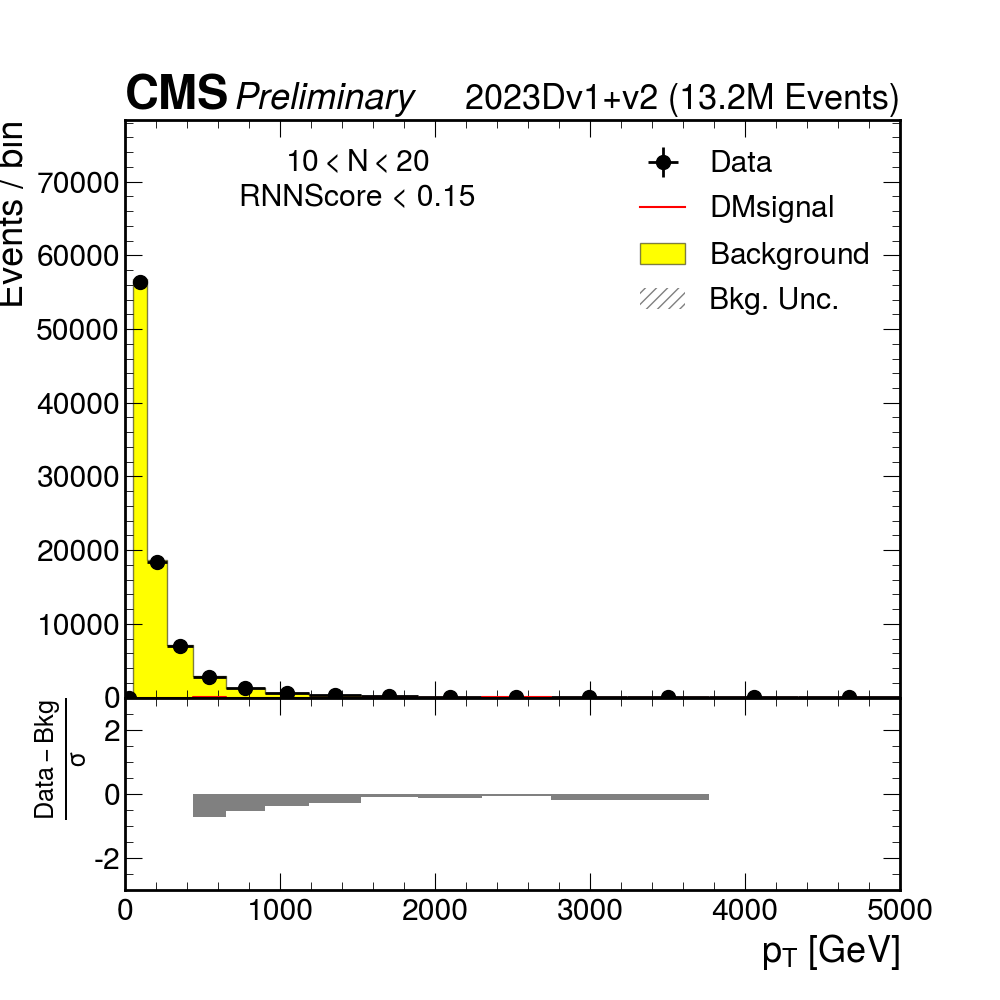 CMS Preliminary 2023Dv1+v2 (13.2M Events)
Events / bin
10 < N < 20
RNNScore < 0.15
Data
DMsignal
Background
Bkg. Unc.
70000
60000
50000
40000
30000
20000
10000
0
Data – Bkg
σ
2
0
-2
0 1000 2000 3000 4000 5000
pT [GeV]